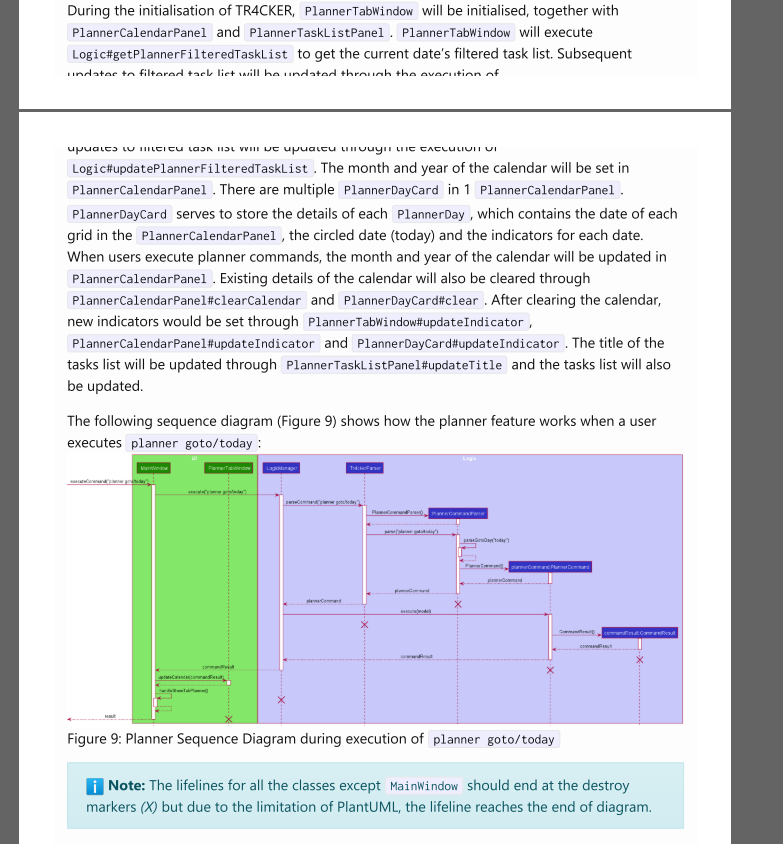 During the initialisation of TR4CKER, PlannerTabWindow will be initialised, together with
PlannerCalendarPanel and PlannerTaskListPanel. PlannerTabWindow will execute
Logic#getPlannerFilteredTaskList to get the current date's filtered task list. Subsequent
updates to filtered task list will be updated through the execution of
updates to filtered task list will be updated through the execution of
Logic#updatePlannerFilteredTaskList. The month and year of the calendar will be set in
PlannerCalendarPanel. There are multiple PlannerDayCard in 1 PlannerCalendarPanel.
PlannerDayCard serves to store the details of each PlannerDay, which contains the date of each
grid in the PlannerCalendarPanel, the circled date (today) and the indicators for each date.
When users execute planner commands, the month and year of the calendar will be updated in
PlannerCalendarPanel. Existing details of the calendar will also be cleared through
PlannerCalendarPanel#clearCalendar and PlannerDayCard#clear. After clearing the calendar,
new indicators would be set through PlannerTabWindow#updateIndicator,
PlannerCalendarPanel#updateIndicator and PlannerDayCard#updateIndicator. The title of the
tasks list will be updated through PlannerTaskListPanel#updateTitle and the tasks list will also
be updated.
The following sequence diagram (Figure 9) shows how the planner feature works when a user
executes planner goto/today:
UI
Logic
MainWindow
PlannerTabWindow
LogicManager
Tr4ckerParser
executeCommand("planner goto/today")
execute("planner goto/today")
parseCommand("planner goto/today")
PlannerCommandParser()
PlannerCommandParser
parse("planner goto/today")
parseGotoDay("today")
PlannerCommand()
plannerCommand:PlannerCommand
plannerCommand
plannerCommand
plannerCommand
execute(model)
CommandResult()
commandResult:CommandResult
commandResult
commandResult
commandResult
updateCalendar(commandResult)
handleShowTabPlanner()
result
Figure 9: Planner Sequence Diagram during execution of planner goto/today
Note: The lifelines for all the classes except MainWindow should end at the destroy
markers (X) but due to the limitation of PlantUML, the lifeline reaches the end of diagram.